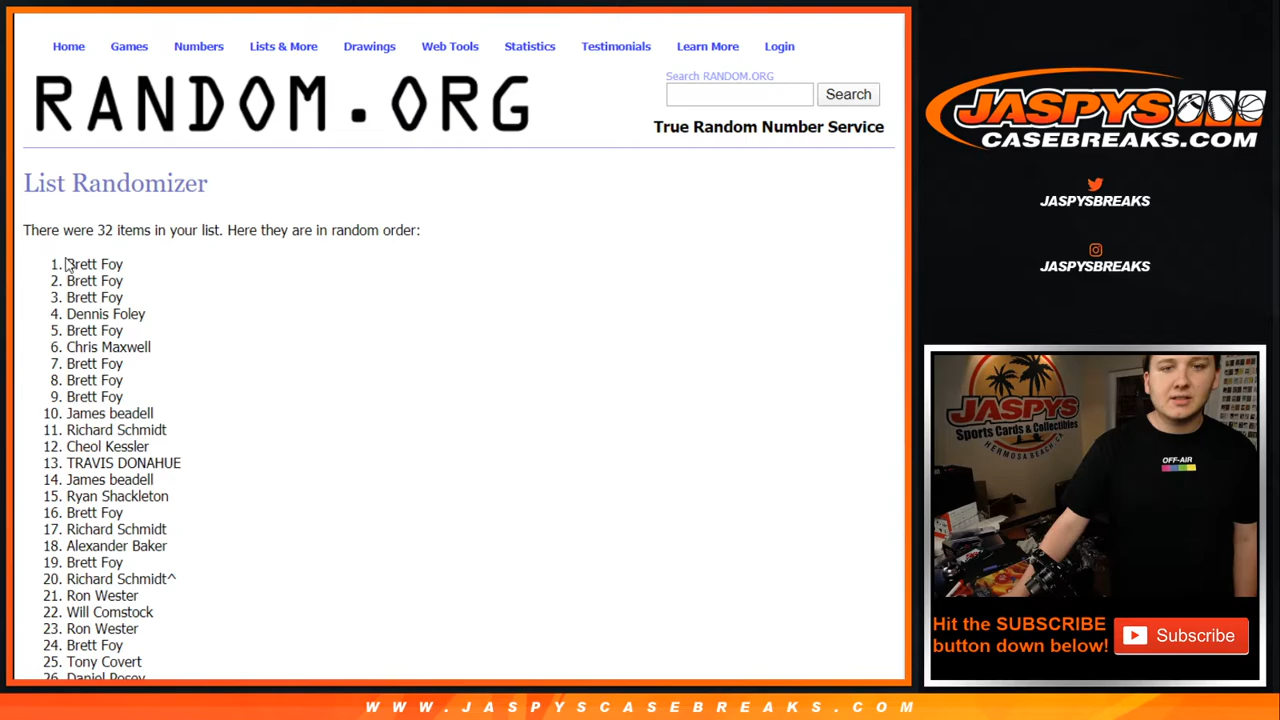 Home Games Numbers Lists & More Drawings Web Tools Statistics Testimonials Learn More Login
RANDOM.ORG
Search RANDOM.ORG
Search
True Random Number Service
List Randomizer
There were 32 items in your list. Here they are in random order:
1. Brett Foy
2. Brett Foy
3. Brett Foy
4. Dennis Foley
5. Brett Foy
6. Chris Maxwell
7. Brett Foy
8. Brett Foy
9. Brett Foy
10. James beadell
11. Richard Schmidt
12. Cheol Kessler
13. TRAVIS DONAHUE
14. James beadell
15. Ryan Shackleton
16. Brett Foy
17. Richard Schmidt
18. Alexander Baker
19. Brett Foy
20. Richard Schmidt^
21. Ron Wester
22. Will Comstock
23. Ron Wester
24. Brett Foy
25. Tony Covert
26. Daniel Posey
JASPYS
CASEBREAKS.COM
JASPYSBREAKS
JASPYSBREAKS
JASPYS
Sports Cards & Collectibles
HERMOSA BEACH, CA
OFF-AIR
Hit the SUBSCRIBE
button down below!
Subscribe
WWW.JASPYSCASEBREAKS.COM